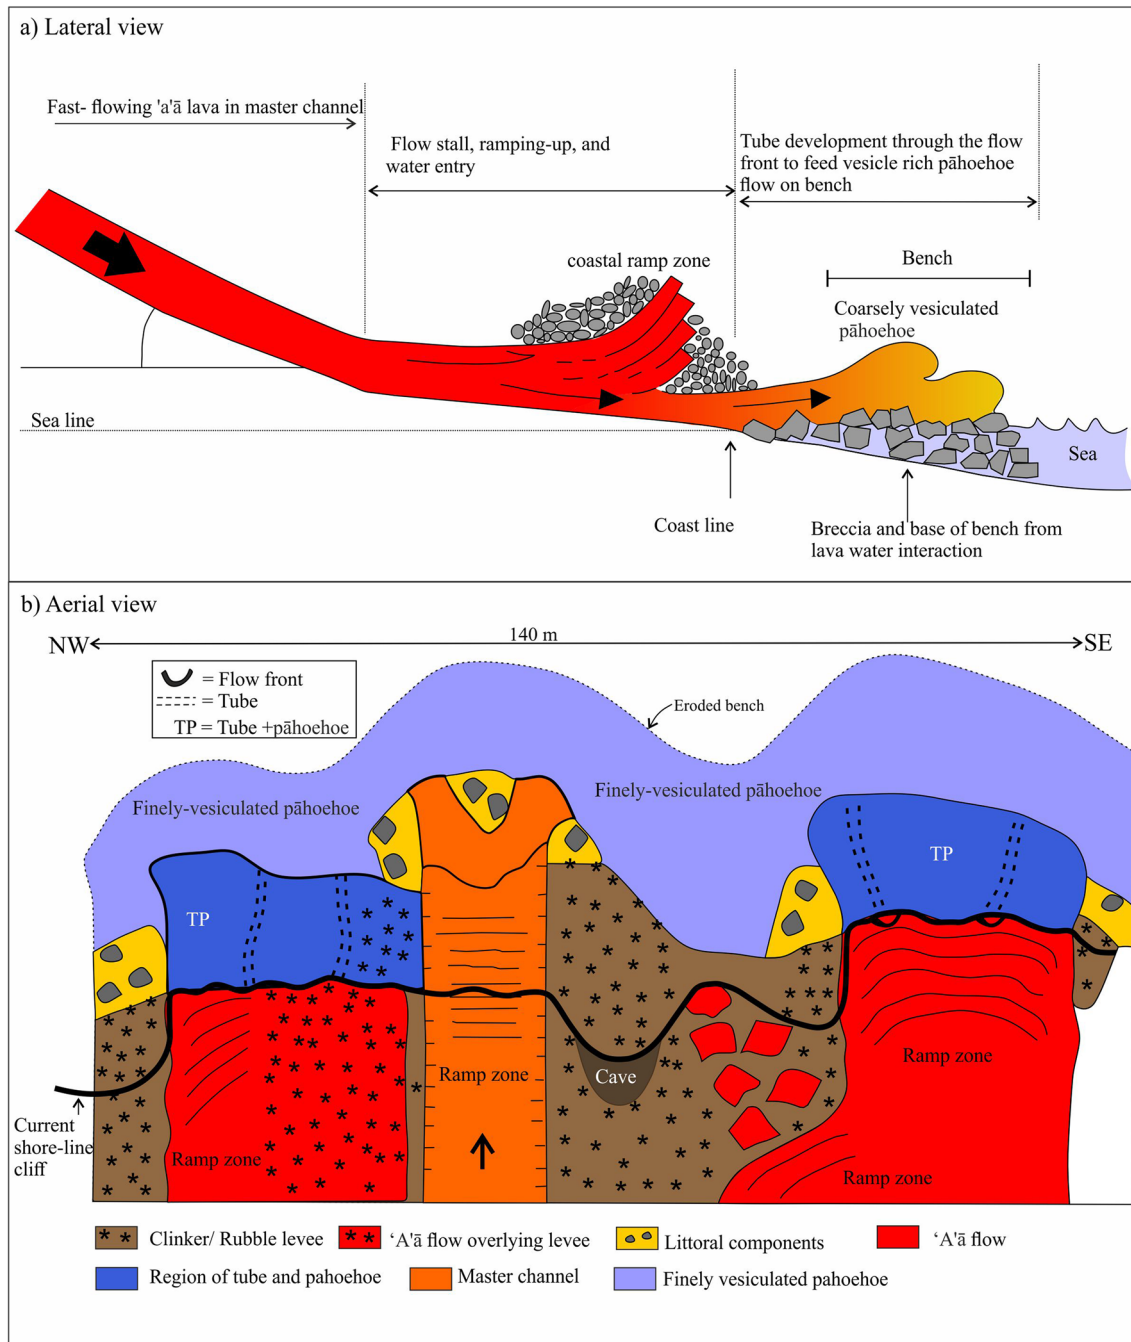 a) Lateral view
Fast- flowing 'a'ā lava in master channel
Flow stall, ramping-up, and
water entry
Tube development through the flow
front to feed vesicle rich pāhoehoe
flow on bench
coastal ramp zone
Bench
Coarsely vesiculated
pāhoehoe
Sea line
Sea
Coast line
Breccia and base of bench from
lava water interaction
b) Aerial view
NW
140 m
SE
= Flow front
= Tube
TP = Tube +pāhoehoe
Eroded bench
Finely-vesiculated pāhoehoe
Finely-vesiculated pāhoehoe
TP
TP
Ramp zone
Ramp zone
Cave
Current
shore-line
cliff
Ramp zone
Ramp zone
Clinker/ Rubble levee
‘A'ā flow overlying levee
Littoral components
‘A'ā flow
Region of tube and pahoehoe
Master channel
Finely vesiculated pahoehoe